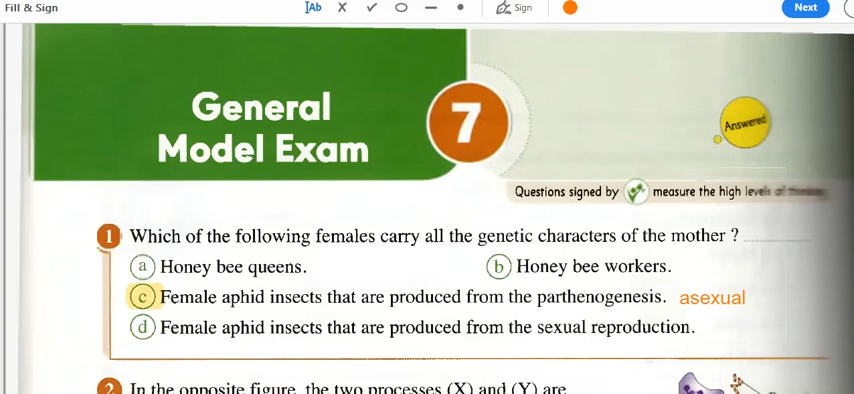 Fill & Sign
Ab
Sign
Next
General
Model Exam
7
Answered
Questions signed by measure the high levels of thinking
1 Which of the following females carry all the genetic characters of the mother ?
a Honey bee queens.
b Honey bee workers.
c Female aphid insects that are produced from the parthenogenesis. asexual
d Female aphid insects that are produced from the sexual reproduction.
2 In the opposite figure, the two processes (X) and (Y) are